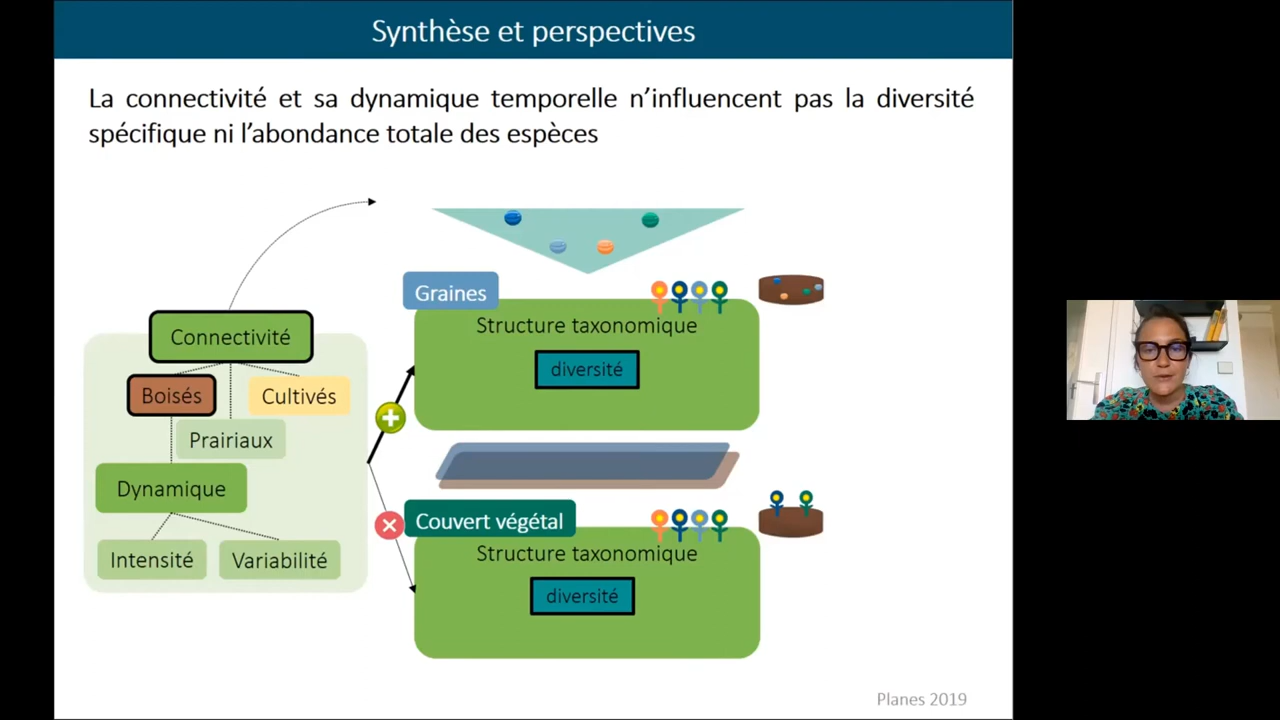 Synthèse et perspectives
La connectivité et sa dynamique temporelle n'influencent pas la diversité
spécifique ni l'abondance totale des espèces
Graines
Structure taxonomique
diversité
Connectivité
Boisés
Cultivés
Prairiaux
Dynamique
Intensité
Variabilité
Couvert végétal
Structure taxonomique
diversité
Planes 2019